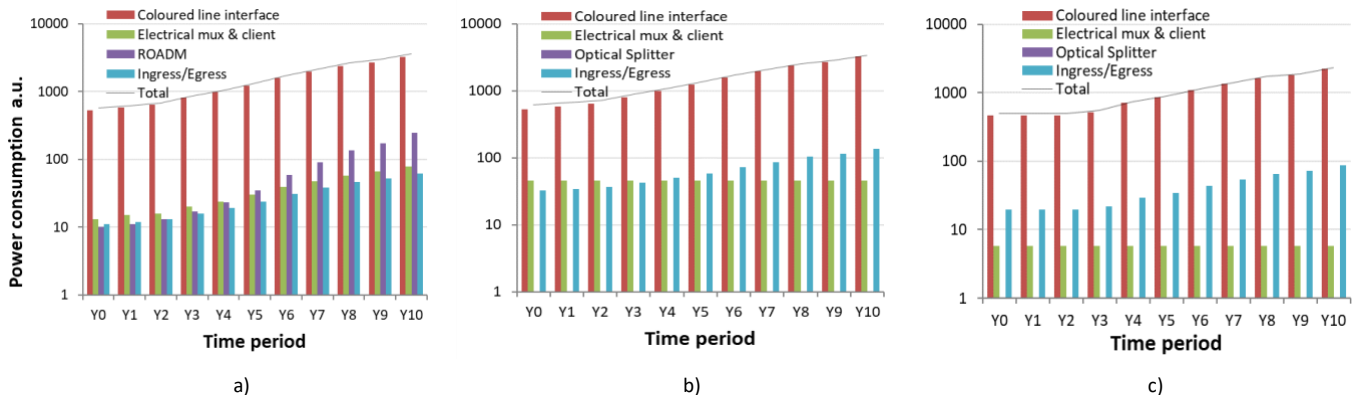 Power consumption a.u.
10000
1000
100
10
1
Coloured line interface
Electrical mux & client
ROADM
Ingress/Egress
Total
Y0 Y1 Y2 Y3 Y4 Y5 Y6 Y7 Y8 Y9 Y10
Time period
a)
10000
1000
100
10
1
Coloured line interface
Electrical mux & client
Optical Splitter
Ingress/Egress
Total
Y0 Y1 Y2 Y3 Y4 Y5 Y6 Y7 Y8 Y9 Y10
Time period
b)
10000
1000
100
10
1
Coloured line interface
Electrical mux & client
Optical Splitter
Ingress/Egress
Total
Y0 Y1 Y2 Y3 Y4 Y5 Y6 Y7 Y8 Y9 Y10
Time period
c)